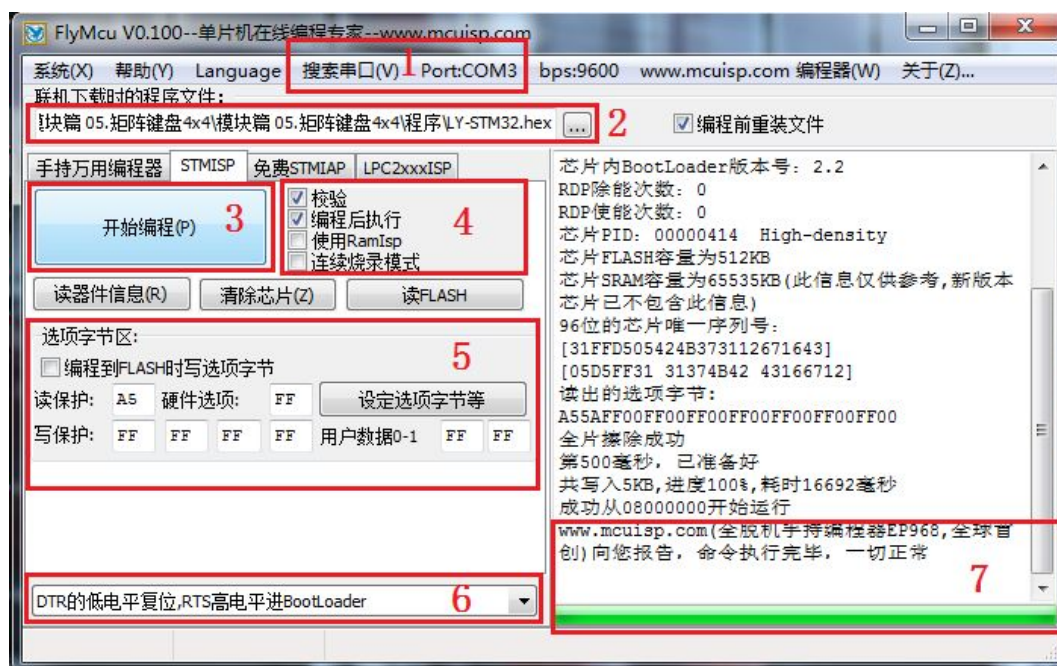 FlyMcu V0.100--单片机在线编程专家--www.mcuisp.com
系统(X) 帮助(Y) Language 搜索串口(V) Port:COM3 bps:9600 www.mcuisp.com 编程器(W) 关于(Z)...
1
联机下载时的程序文件:
块篇 05.矩阵键盘4x4\模块篇 05.矩阵键盘4x4\程序\LY-STM32.hex ... 2 编程前重装文件
手持万用编程器 STMISP 免费STMIAP LPC2xxxISP
开始编程(P) 3
校验
编程后执行
使用RamIsp
连续烧录模式
4
读器件信息(R) 清除芯片(Z) 读FLASH
选项字节区:
编程到FLASH时写选项字节
5
读保护: A5 硬件选项: FF 设定选项字节等
写保护: FF FF FF FF 用户数据0-1 FF FF
DTR的低电平复位,RTS高电平进BootLoader 6
芯片内BootLoader版本号: 2.2
RDP除能次数: 0
RDP使能次数: 0
芯片PID: 00000414 High-density
芯片FLASH容量为512KB
芯片SRAM容量为65535KB(此信息仅供参考,新版本
芯片已不包含此信息)
96位的芯片唯一序列号:
[31FFD505424B373112671643]
[05D5FF31 31374B42 43166712]
读出的选项字节:
A55AFF00FF00FF00FF00FF00FF00FF00
全片擦除成功
第500毫秒, 已准备好
共写入5KB,进度100%,耗时16692毫秒
成功从08000000开始运行
www.mcuisp.com(全脱机手持编程器EP968,全球首
创)向您报告, 命令执行完毕, 一切正常
7